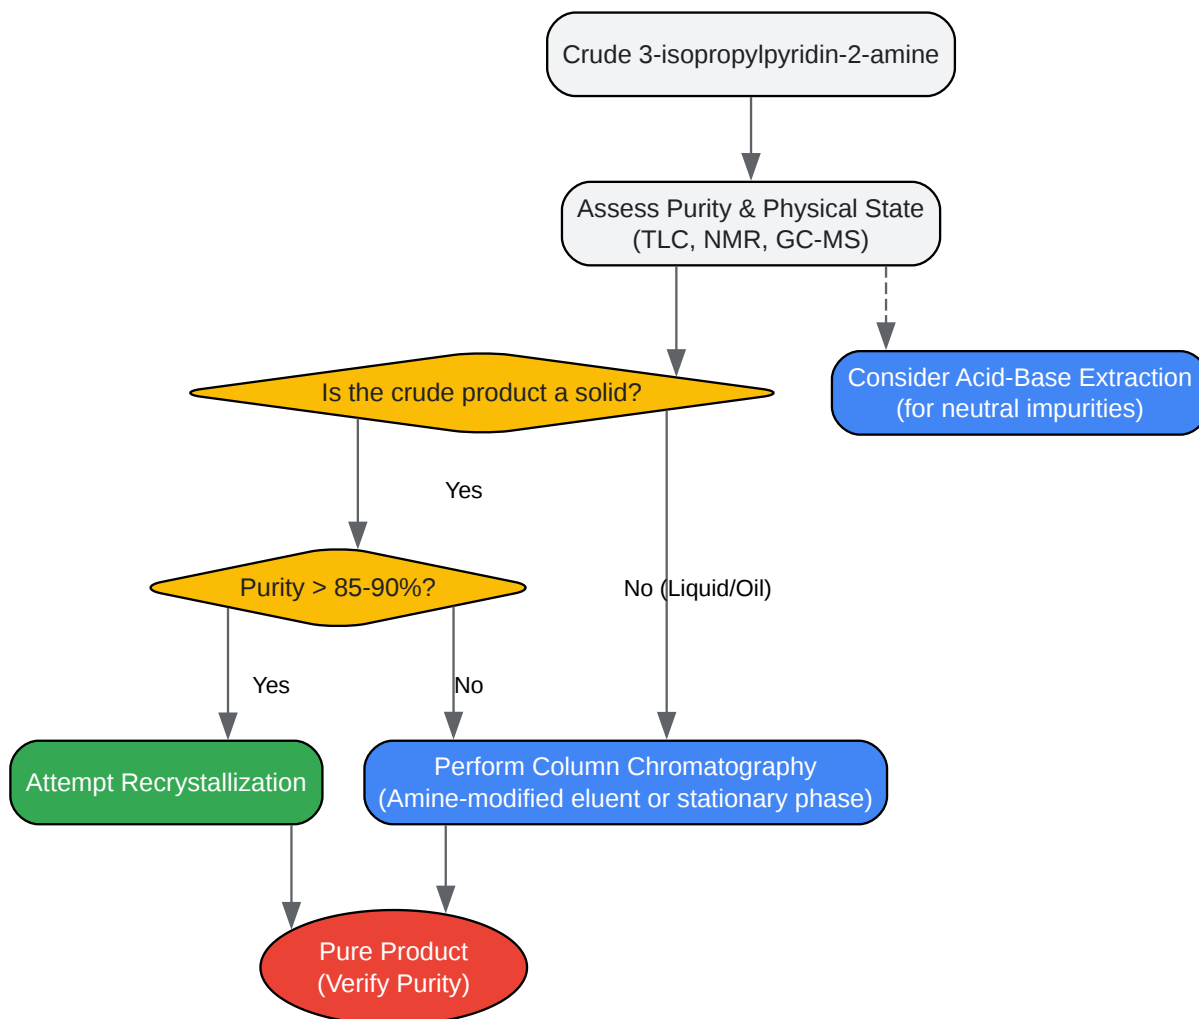 Crude 3-isopropylpyridin-2-amine
Assess Purity & Physical State
(TLC, NMR, GC-MS)
Is the crude product a solid?
Consider Acid-Base Extraction
(for neutral impurities)
Yes
Purity > 85-90%?
No (Liquid/Oil)
Yes
No
Attempt Recrystallization
Perform Column Chromatography
(Amine-modified eluent or stationary phase)
Pure Product
(Verify Purity)